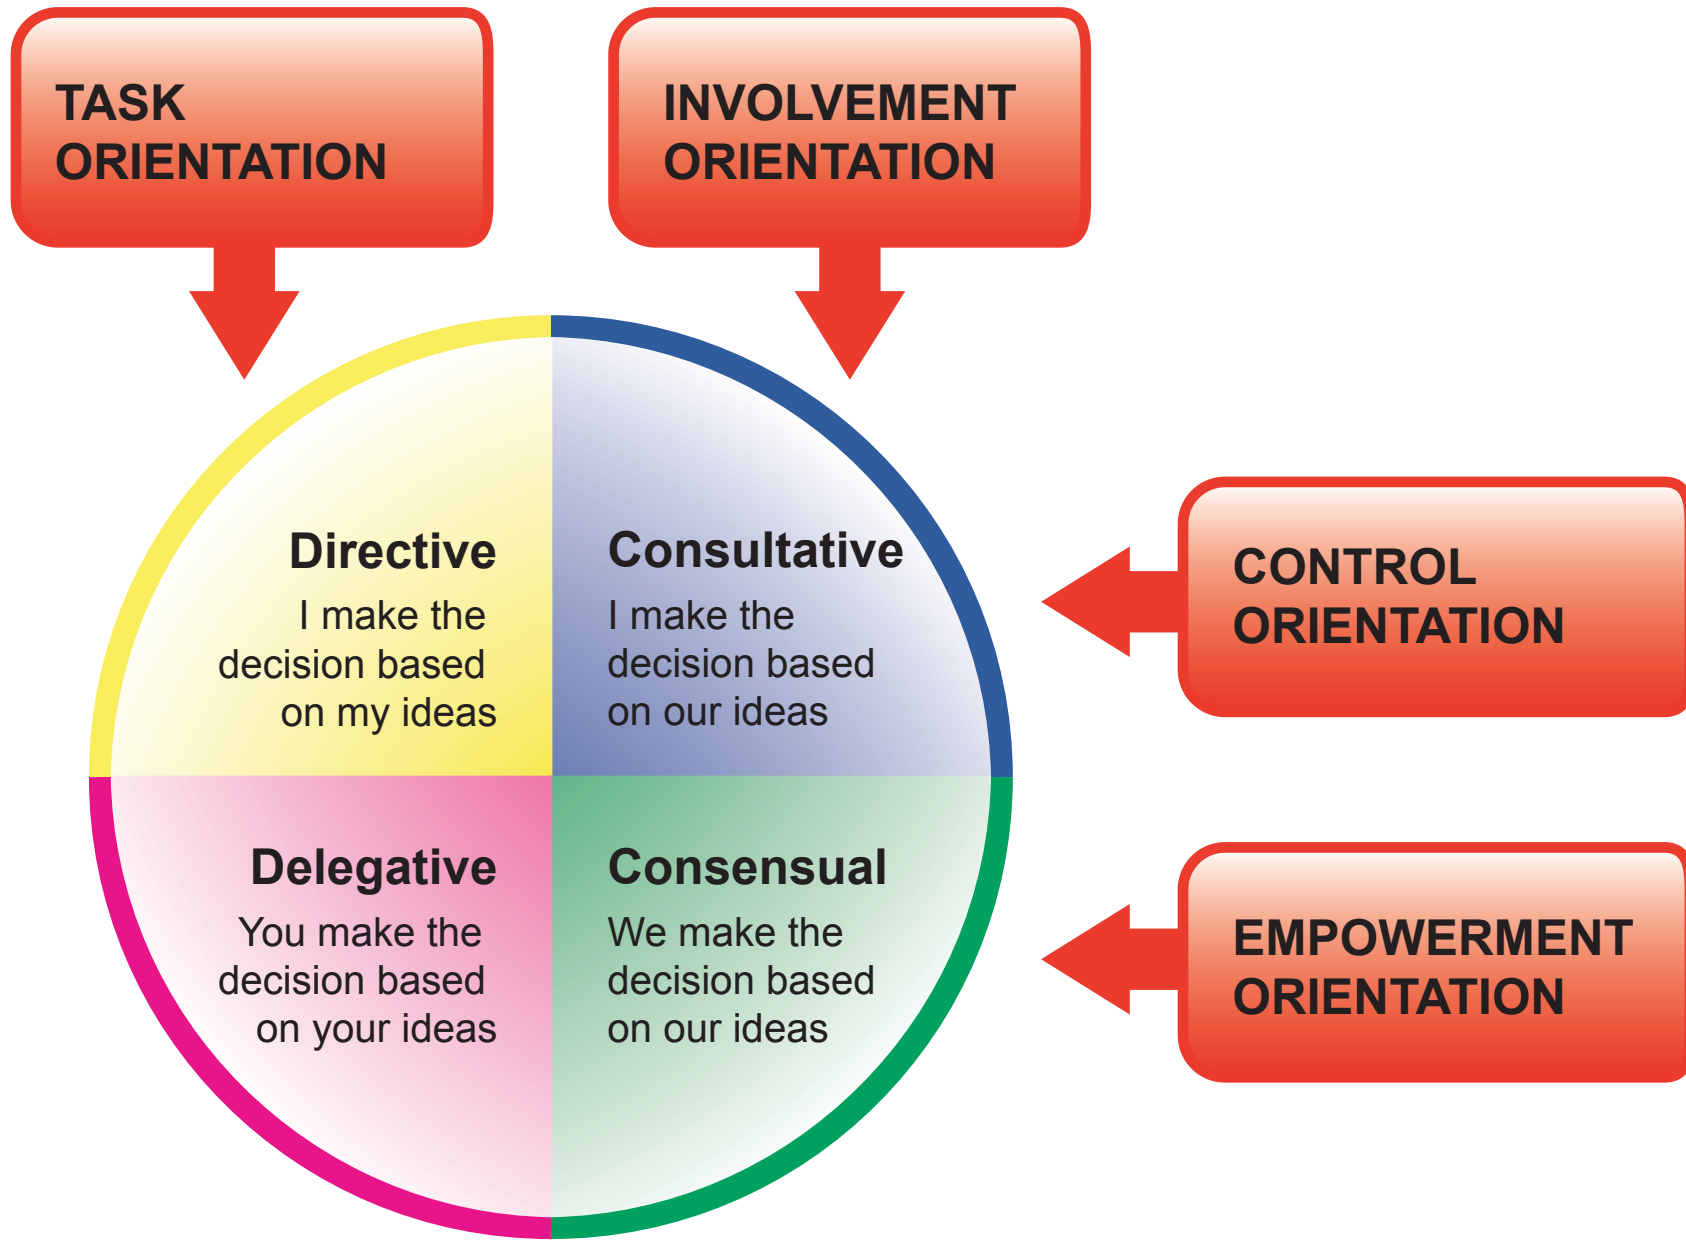 TASK
ORIENTATION
INVOLVEMENT
ORIENTATION
Directive
I make the
decision based
on my ideas
Consultative
I make the
decision based
on our ideas
CONTROL
ORIENTATION
Delegative
You make the
decision based
on your ideas
Consensual
We make the
decision based
on our ideas
EMPOWERMENT
ORIENTATION